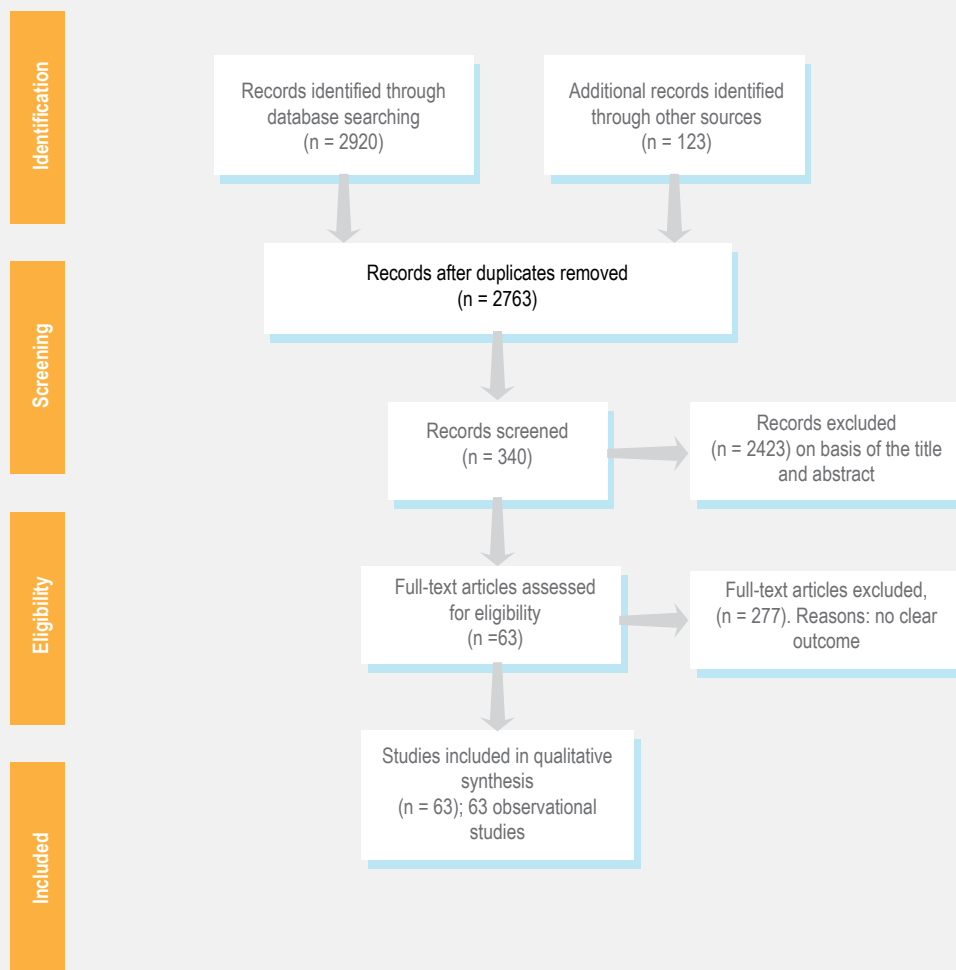 Identification
Records identified through
database searching
(n = 2920)
Additional records identified
through other sources
(n = 123)
Screening
Records after duplicates removed
(n = 2763)
Records screened
(n = 340)
Records excluded
(n = 2423) on basis of the title
and abstract
Eligibility
Full-text articles assessed
for eligibility
(n =63)
Full-text articles excluded,
(n = 277). Reasons: no clear
outcome
Included
Studies included in qualitative
synthesis
(n = 63); 63 observational
studies